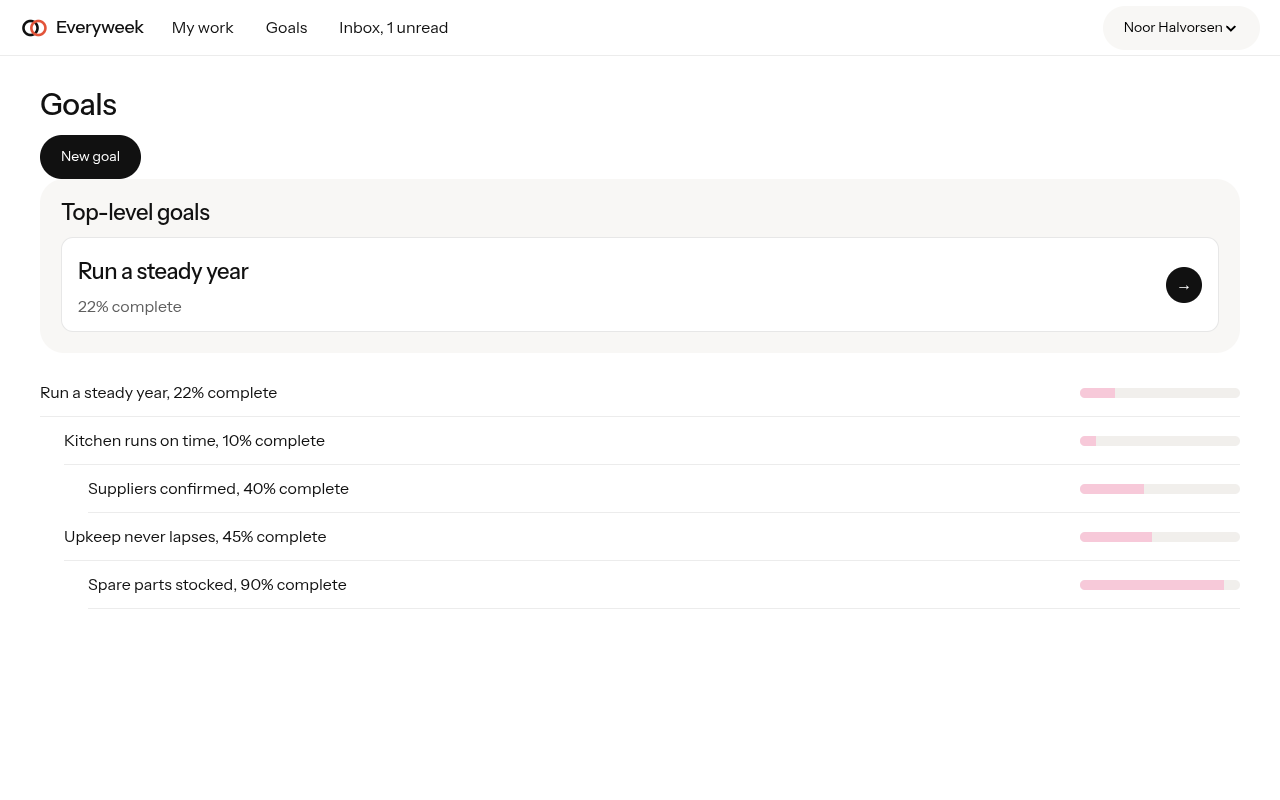 Everyweek My work Goals Inbox, 1 unread Noor Halvorsen
Goals
New goal
Top-level goals
Run a steady year
22% complete
→
Run a steady year, 22% complete
Kitchen runs on time, 10% complete
Suppliers confirmed, 40% complete
Upkeep never lapses, 45% complete
Spare parts stocked, 90% complete